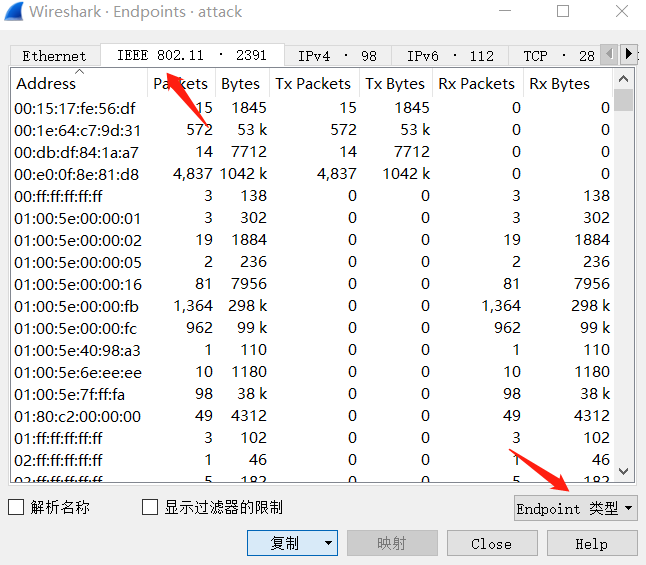 Wireshark · Endpoints · attack
Ethernet IEEE 802.11 · 2391 IPv4 · 98 IPv6 · 112 TCP · 28
Address Packets Bytes Tx Packets Tx Bytes Rx Packets Rx Bytes
00:15:17:fe:56:df 15 1845 15 1845 0 0
00:1e:64:c7:9d:31 572 53 k 572 53 k 0 0
00:db:df:84:1a:a7 14 7712 14 7712 0 0
00:e0:0f:8e:81:d8 4,837 1042 k 4,837 1042 k 0 0
00:ff:ff:ff:ff:ff 3 138 0 0 3 138
01:00:5e:00:00:01 3 302 0 0 3 302
01:00:5e:00:00:02 19 1884 0 0 19 1884
01:00:5e:00:00:05 2 236 0 0 2 236
01:00:5e:00:00:16 81 7956 0 0 81 7956
01:00:5e:00:00:fb 1,364 298 k 0 0 1,364 298 k
01:00:5e:00:00:fc 962 99 k 0 0 962 99 k
01:00:5e:40:98:a3 1 110 0 0 1 110
01:00:5e:6e:ee:ee 10 1180 0 0 10 1180
01:00:5e:7f:ff:fa 98 38 k 0 0 98 38 k
01:80:c2:00:00:00 49 4312 0 0 49 4312
01:ff:ff:ff:ff:ff 3 102 0 0 3 102
02:ff:ff:ff:ff:ff 1 46 0 0 1 46
02:ff:ff:ff:ff:ff 5 182 0 0 5 182
解析名称 显示过滤器的限制 Endpoint 类型
复制 映射 Close Help